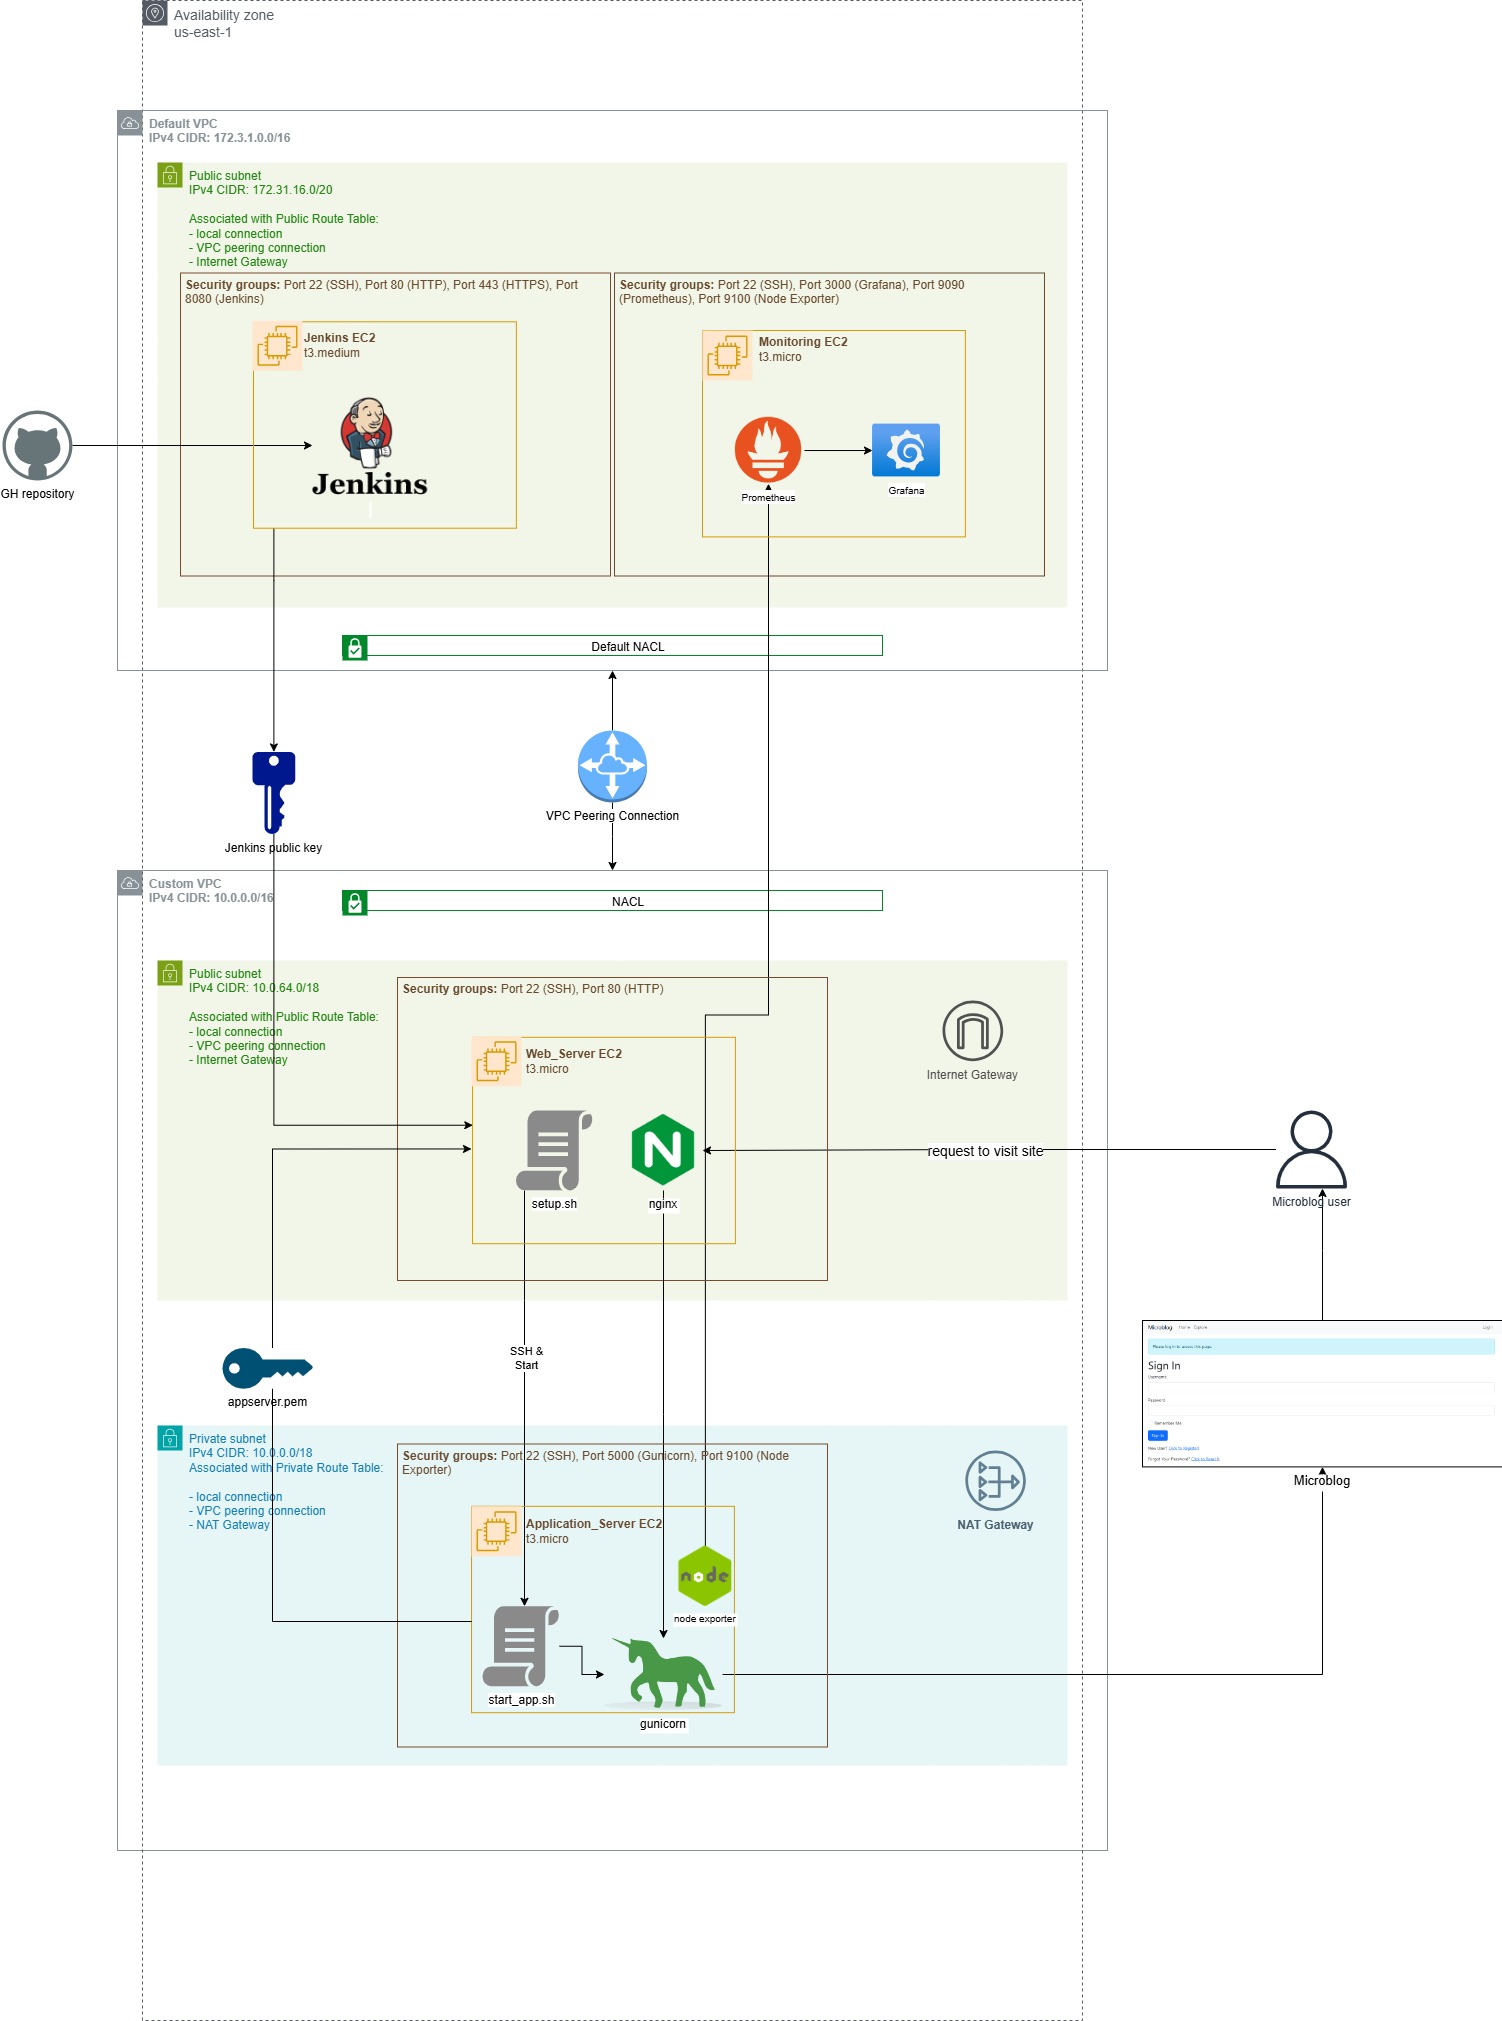 Availability zone
us-east-1
Default VPC
IPv4 CIDR: 172.3.1.0.0/16
Public subnet
IPv4 CIDR: 172.31.16.0/20
Associated with Public Route Table:
- local connection
- VPC peering connection
- Internet Gateway
Security groups: Port 22 (SSH), Port 80 (HTTP), Port 443 (HTTPS), Port
8080 (Jenkins)
Security groups: Port 22 (SSH), Port 3000 (Grafana), Port 9090
(Prometheus), Port 9100 (Node Exporter)
Jenkins EC2
t3.medium
Monitoring EC2
t3.micro
Jenkins
GH repository
Prometheus
Grafana
Default NACL
VPC Peering Connection
Jenkins public key
Custom VPC
IPv4 CIDR: 10.0.0.0/16
NACL
Public subnet
IPv4 CIDR: 10.0.64.0/18
Associated with Public Route Table:
- local connection
- VPC peering connection
- Internet Gateway
Security groups: Port 22 (SSH), Port 80 (HTTP)
Web_Server EC2
t3.micro
Internet Gateway
N
setup.sh
nginx
request to visit site
Microblog user
SSH &
Start
appserver.pem
Microblog Home Explore Login
Please log in to access this page.
Sign In
Username
Password
Remember Me
Sign In
New User? Click to Register!
Forgot Your Password? Click to Reset It
Microblog
Private subnet
IPv4 CIDR: 10.0.0.0/18
Associated with Private Route Table:
- local connection
- VPC peering connection
- NAT Gateway
Security groups: Port 22 (SSH), Port 5000 (Gunicorn), Port 9100 (Node
Exporter)
NAT Gateway
Application_Server EC2
t3.micro
node
node exporter
start_app.sh
gunicorn